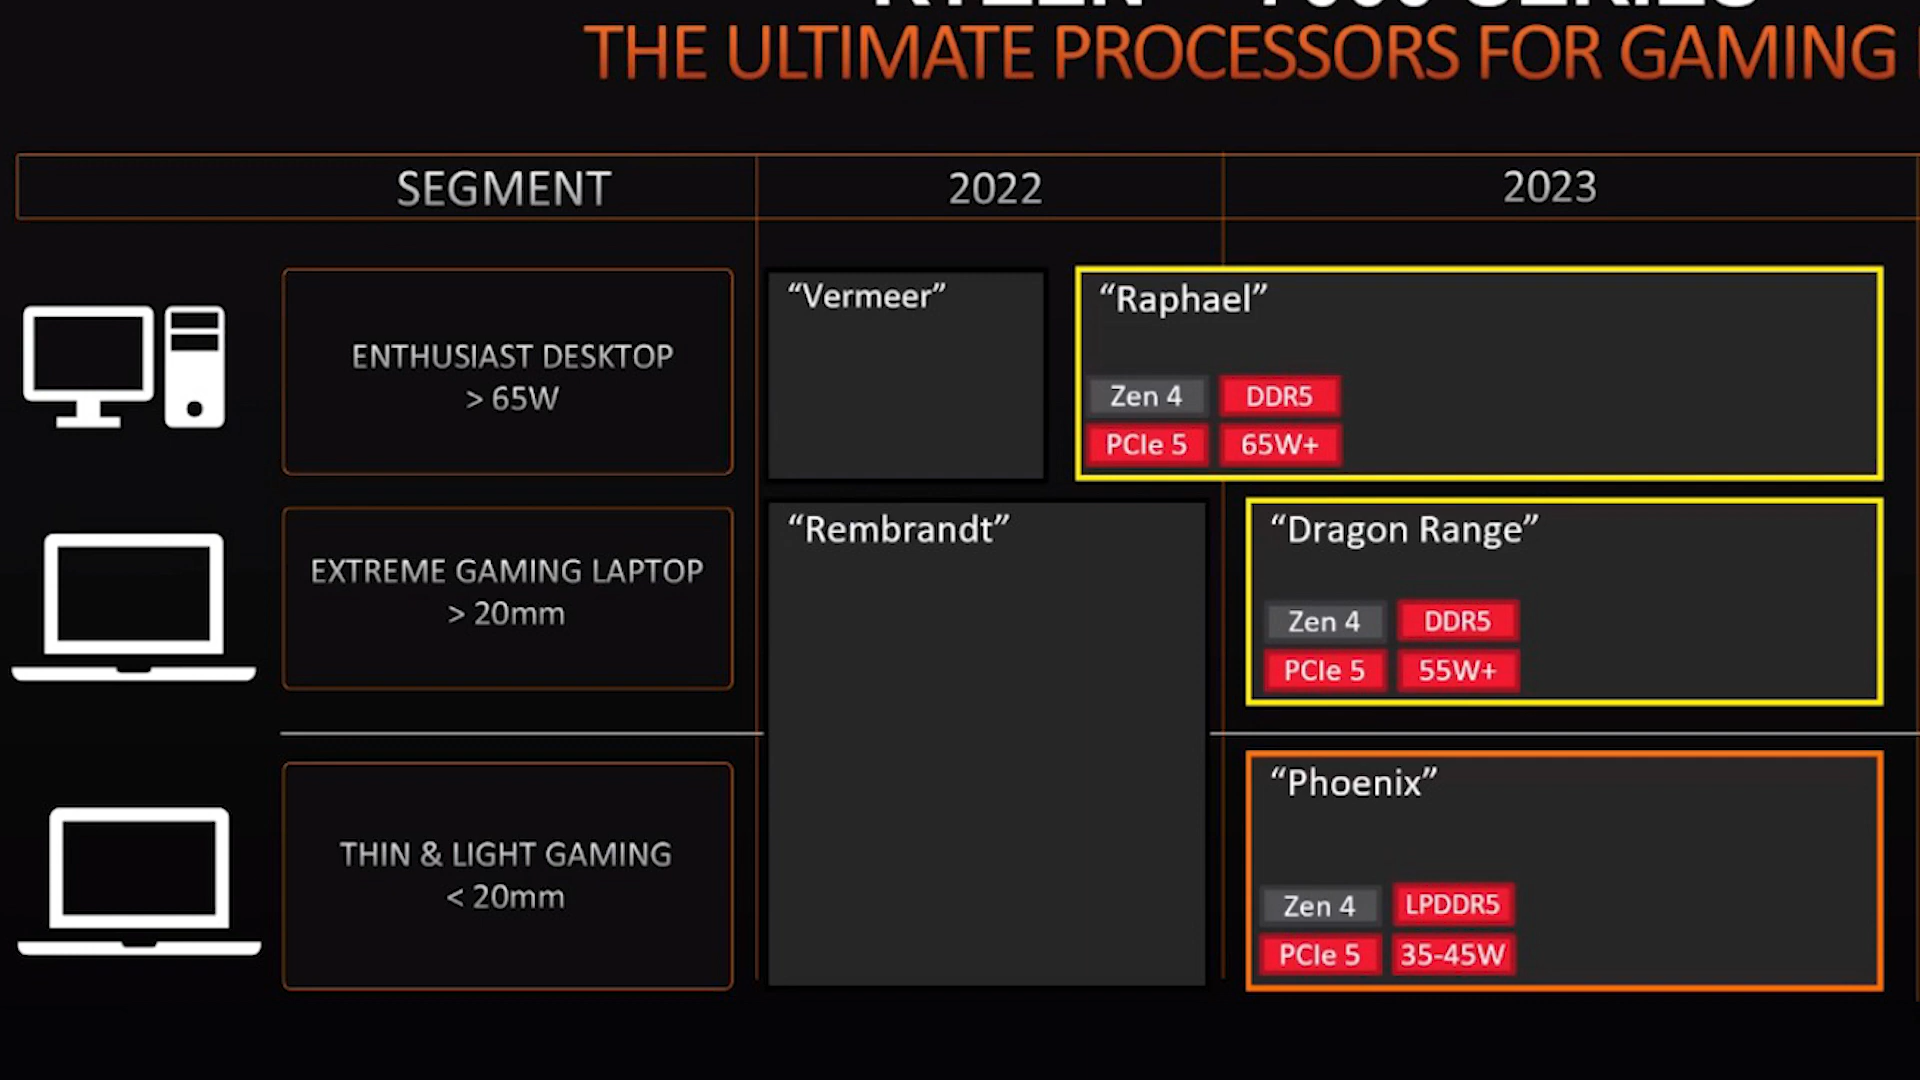 THE ULTIMATE PROCESSORS FOR GAMING
SEGMENT
2022
2023
ENTHUSIAST DESKTOP
> 65W
“Vermeer”
“Raphael”
Zen 4
DDR5
PCIe 5
65W+
EXTREME GAMING LAPTOP
> 20mm
“Rembrandt”
“Dragon Range”
Zen 4
DDR5
PCIe 5
55W+
THIN & LIGHT GAMING
< 20mm
“Phoenix”
Zen 4
LPDDR5
PCIe 5
35-45W